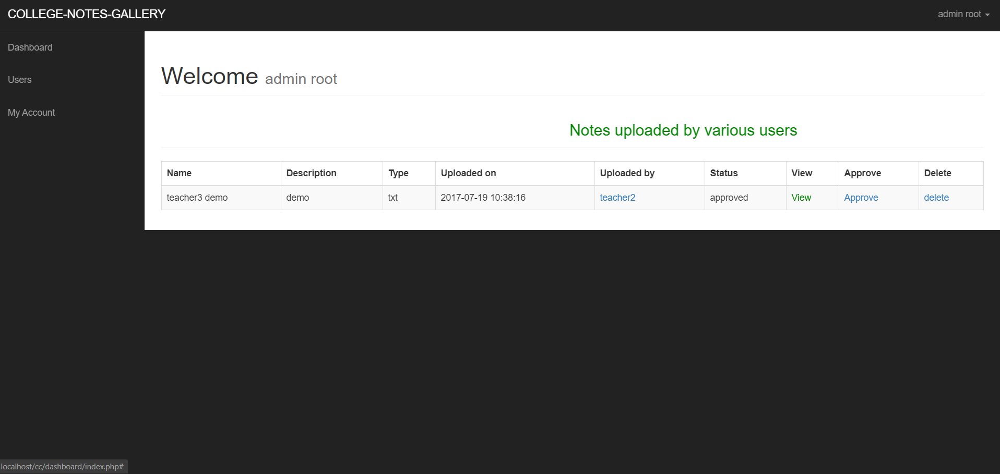 COLLEGE-NOTES-GALLERY
admin root
Dashboard
Users
My Account
Welcome admin root
Notes uploaded by various users
Name Description Type Uploaded on Uploaded by Status View Approve Delete
teacher3 demo demo txt 2017-07-19 10:38:16 teacher2 approved View Approve delete
localhost/cc/dashboard/index.php#